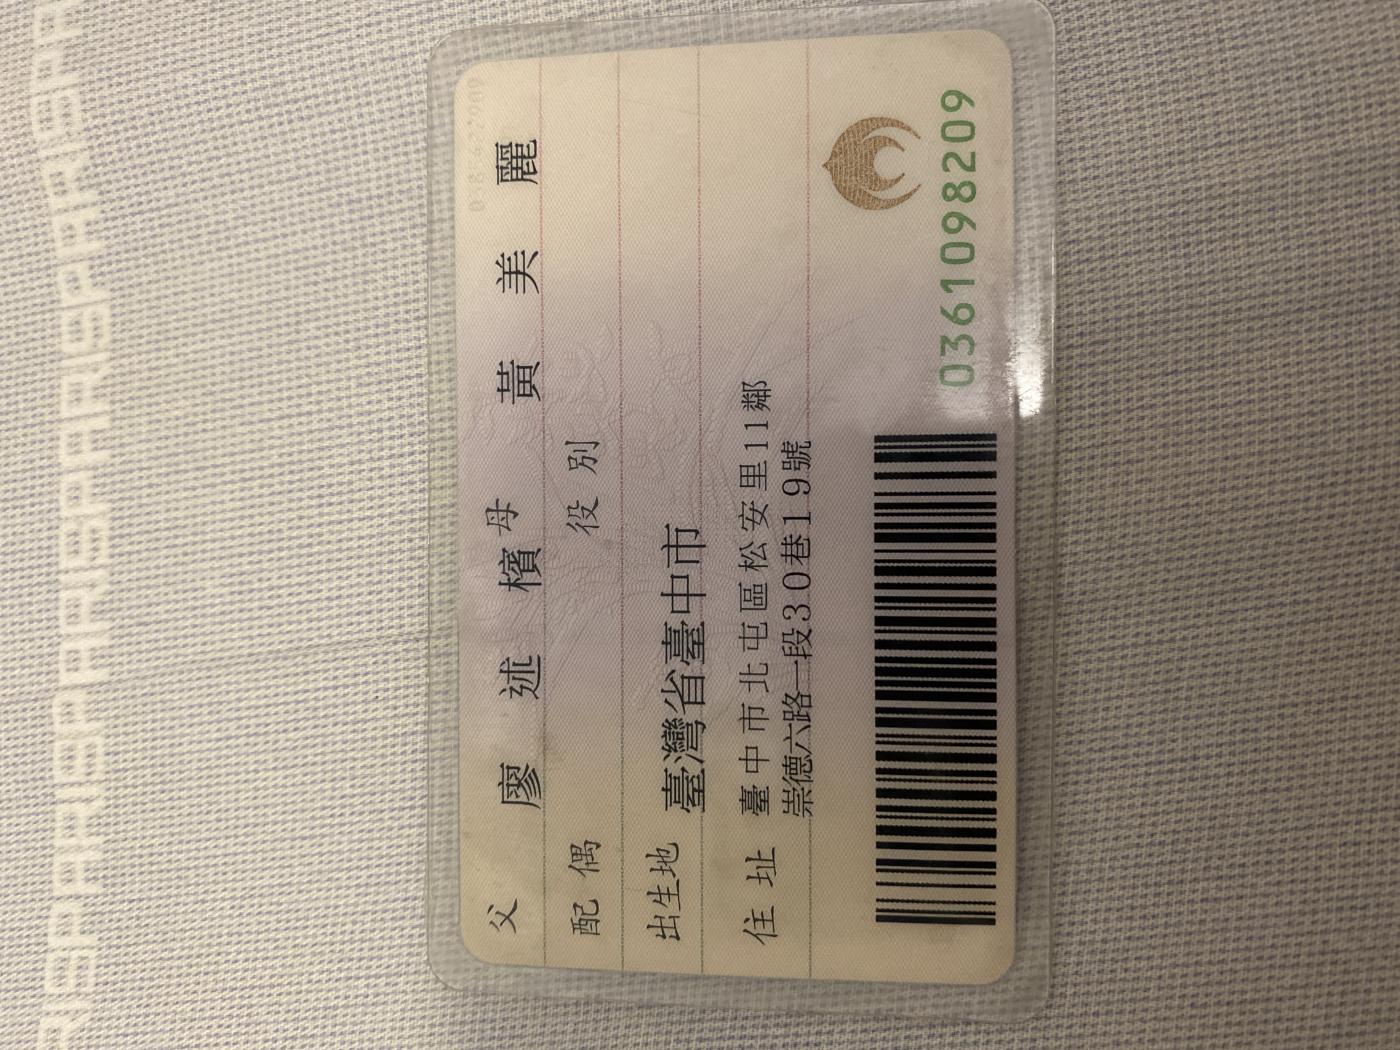 父 廖述檳 母 黃美麗
配偶 役別
出生地 臺灣省臺中市
住址 臺中市北屯區松安里11鄰
崇德六路一段30巷19號
0361098209
PARISPARISPARISPARIS